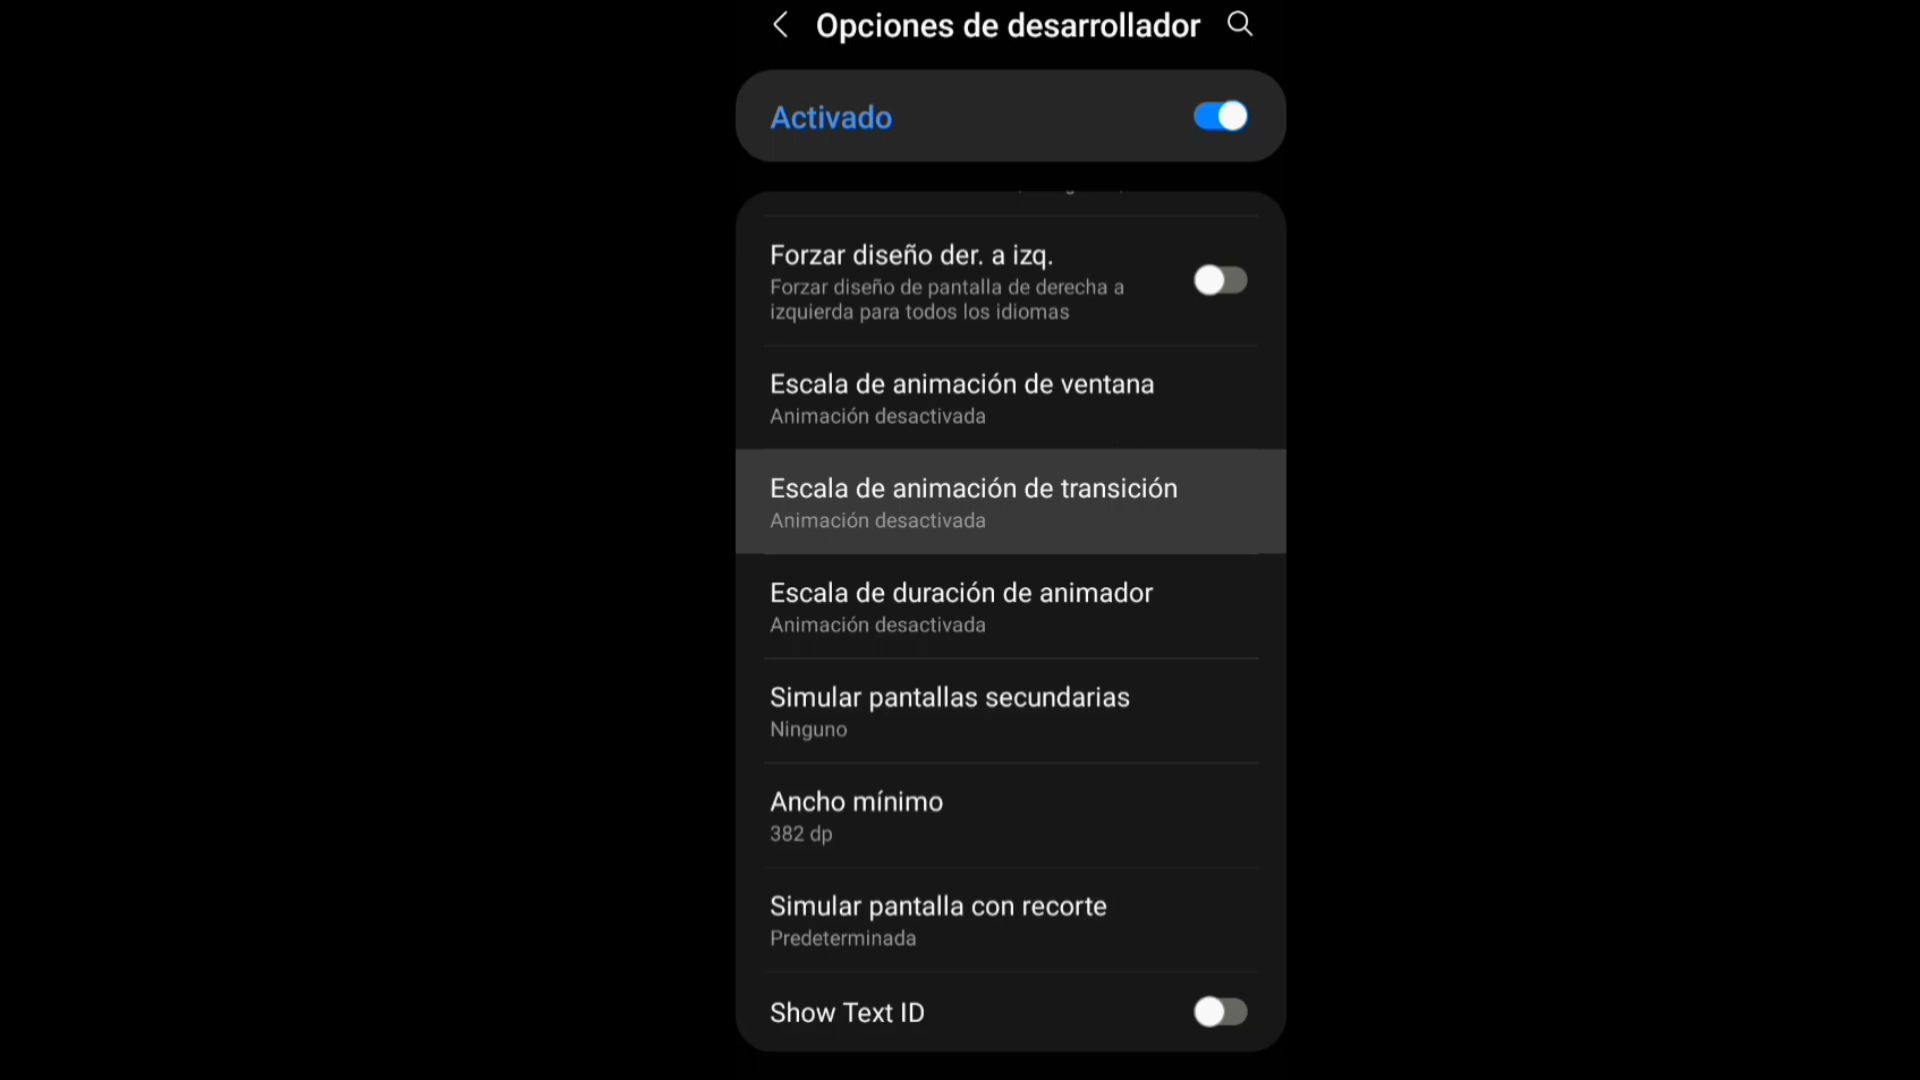 Opciones de desarrollador
Activado
Forzar diseño der. a izq.
Forzar diseño de pantalla de derecha a
izquierda para todos los idiomas
Escala de animación de ventana
Animación desactivada
Escala de animación de transición
Animación desactivada
Escala de duración de animador
Animación desactivada
Simular pantallas secundarias
Ninguno
Ancho mínimo
382 dp
Simular pantalla con recorte
Predeterminada
Show Text ID